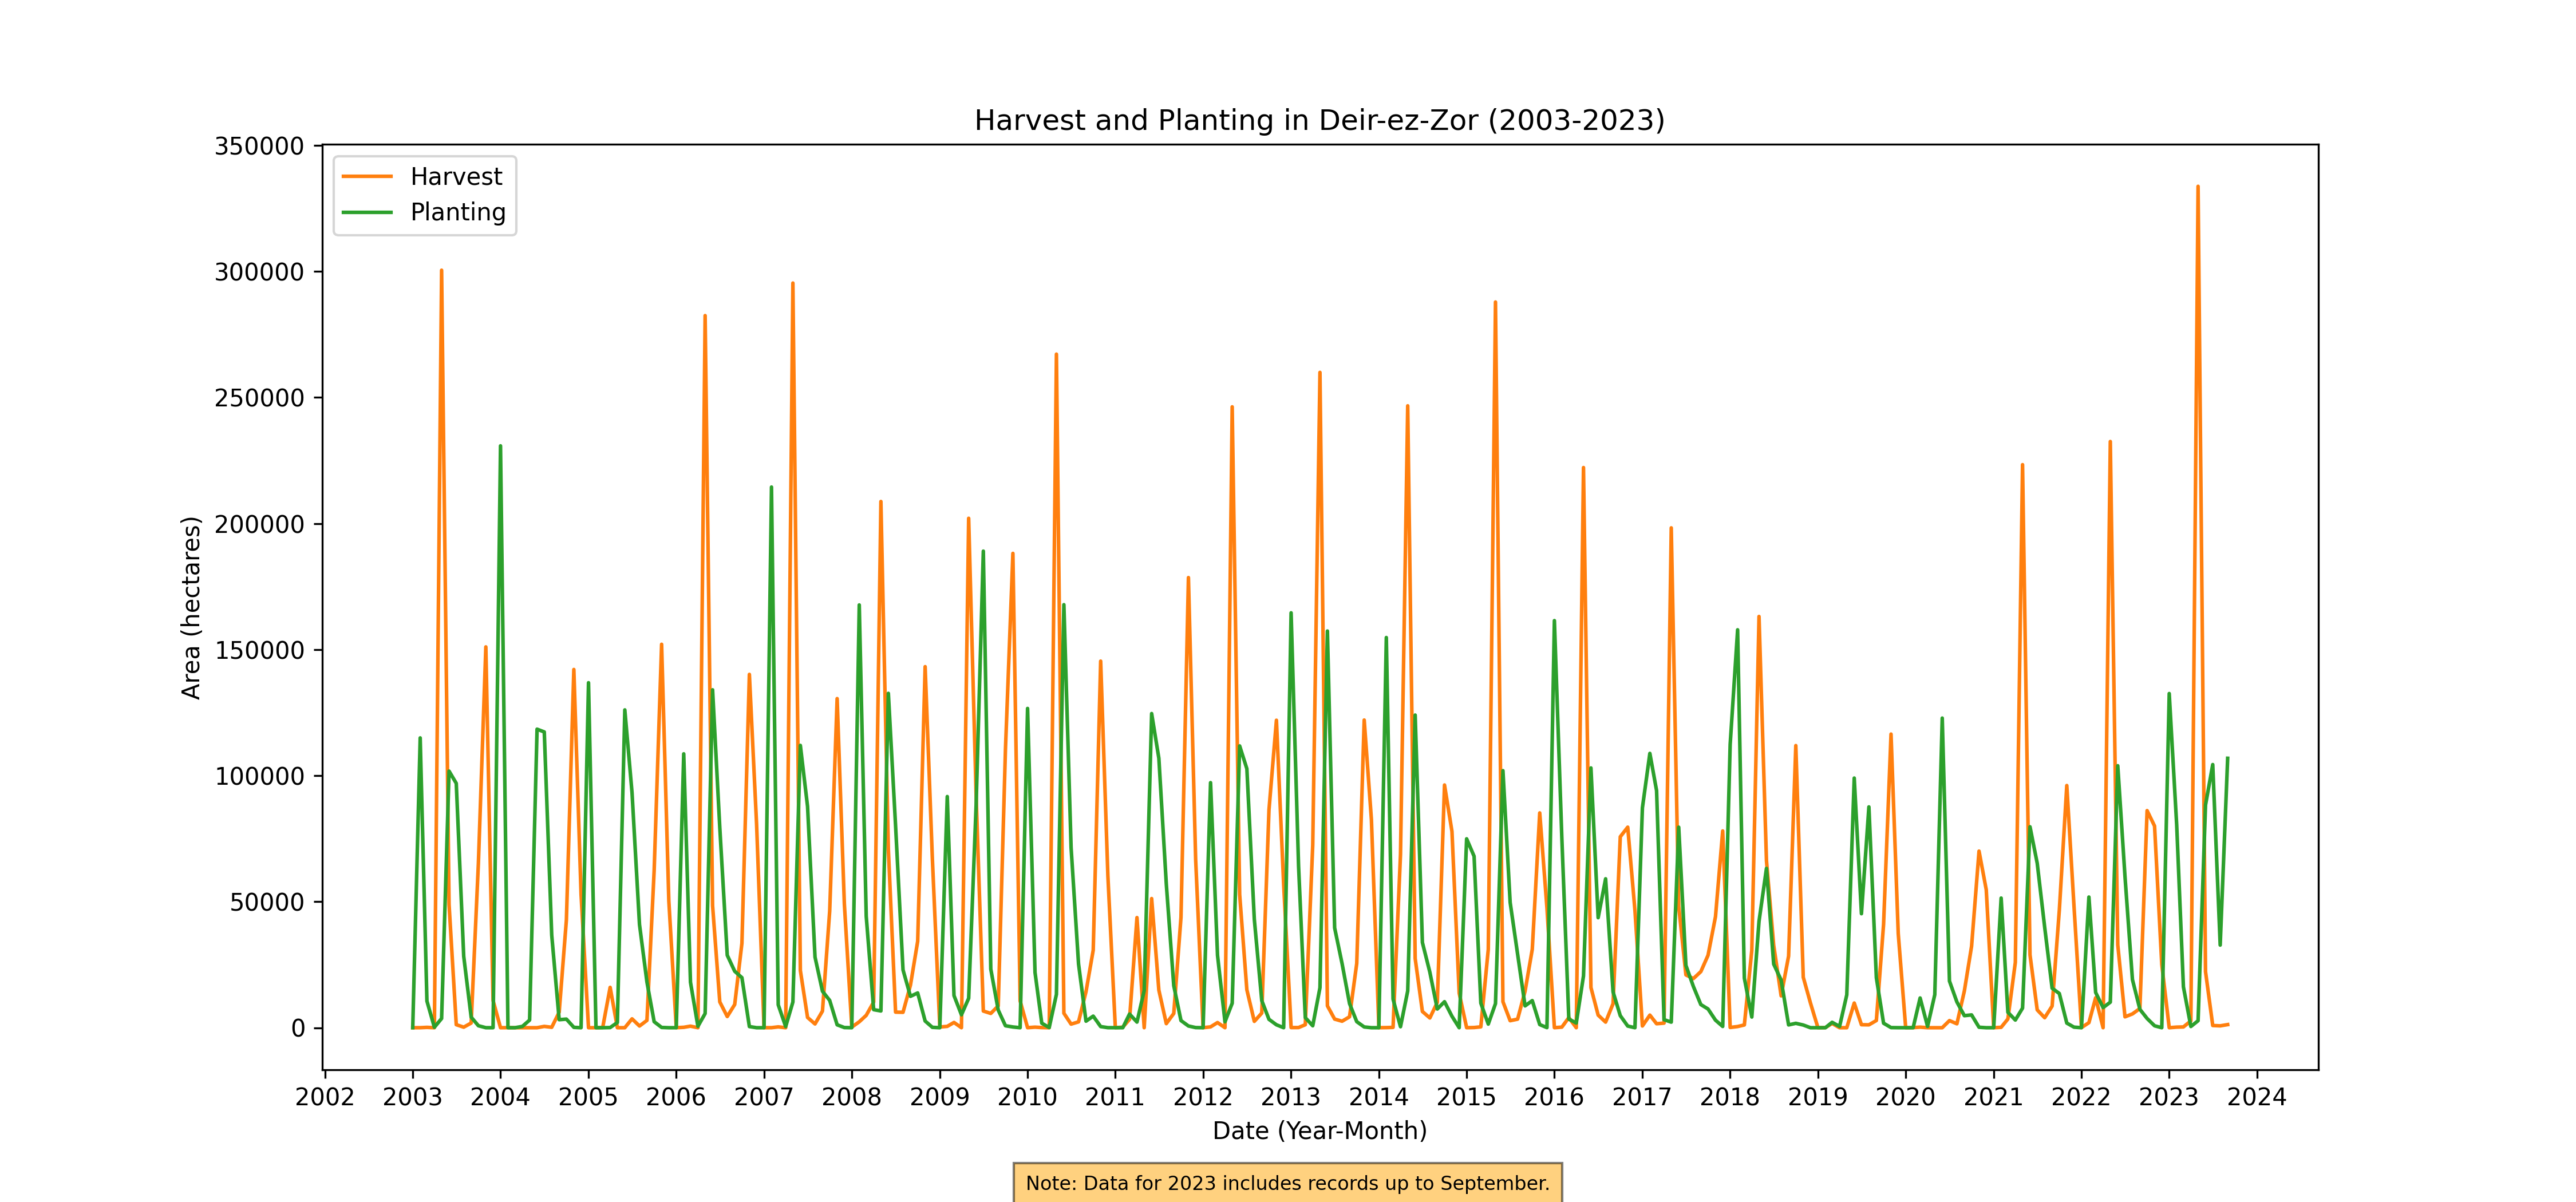 Harvest and Planting in Deir-ez-Zor (2003-2023)
350000
300000
250000
200000
150000
100000
50000
0
Area (hectares)
Harvest
Planting
2002 2003 2004 2005 2006 2007 2008 2009 2010 2011 2012 2013 2014 2015 2016 2017 2018 2019 2020 2021 2022 2023 2024
Date (Year-Month)
Note: Data for 2023 includes records up to September.